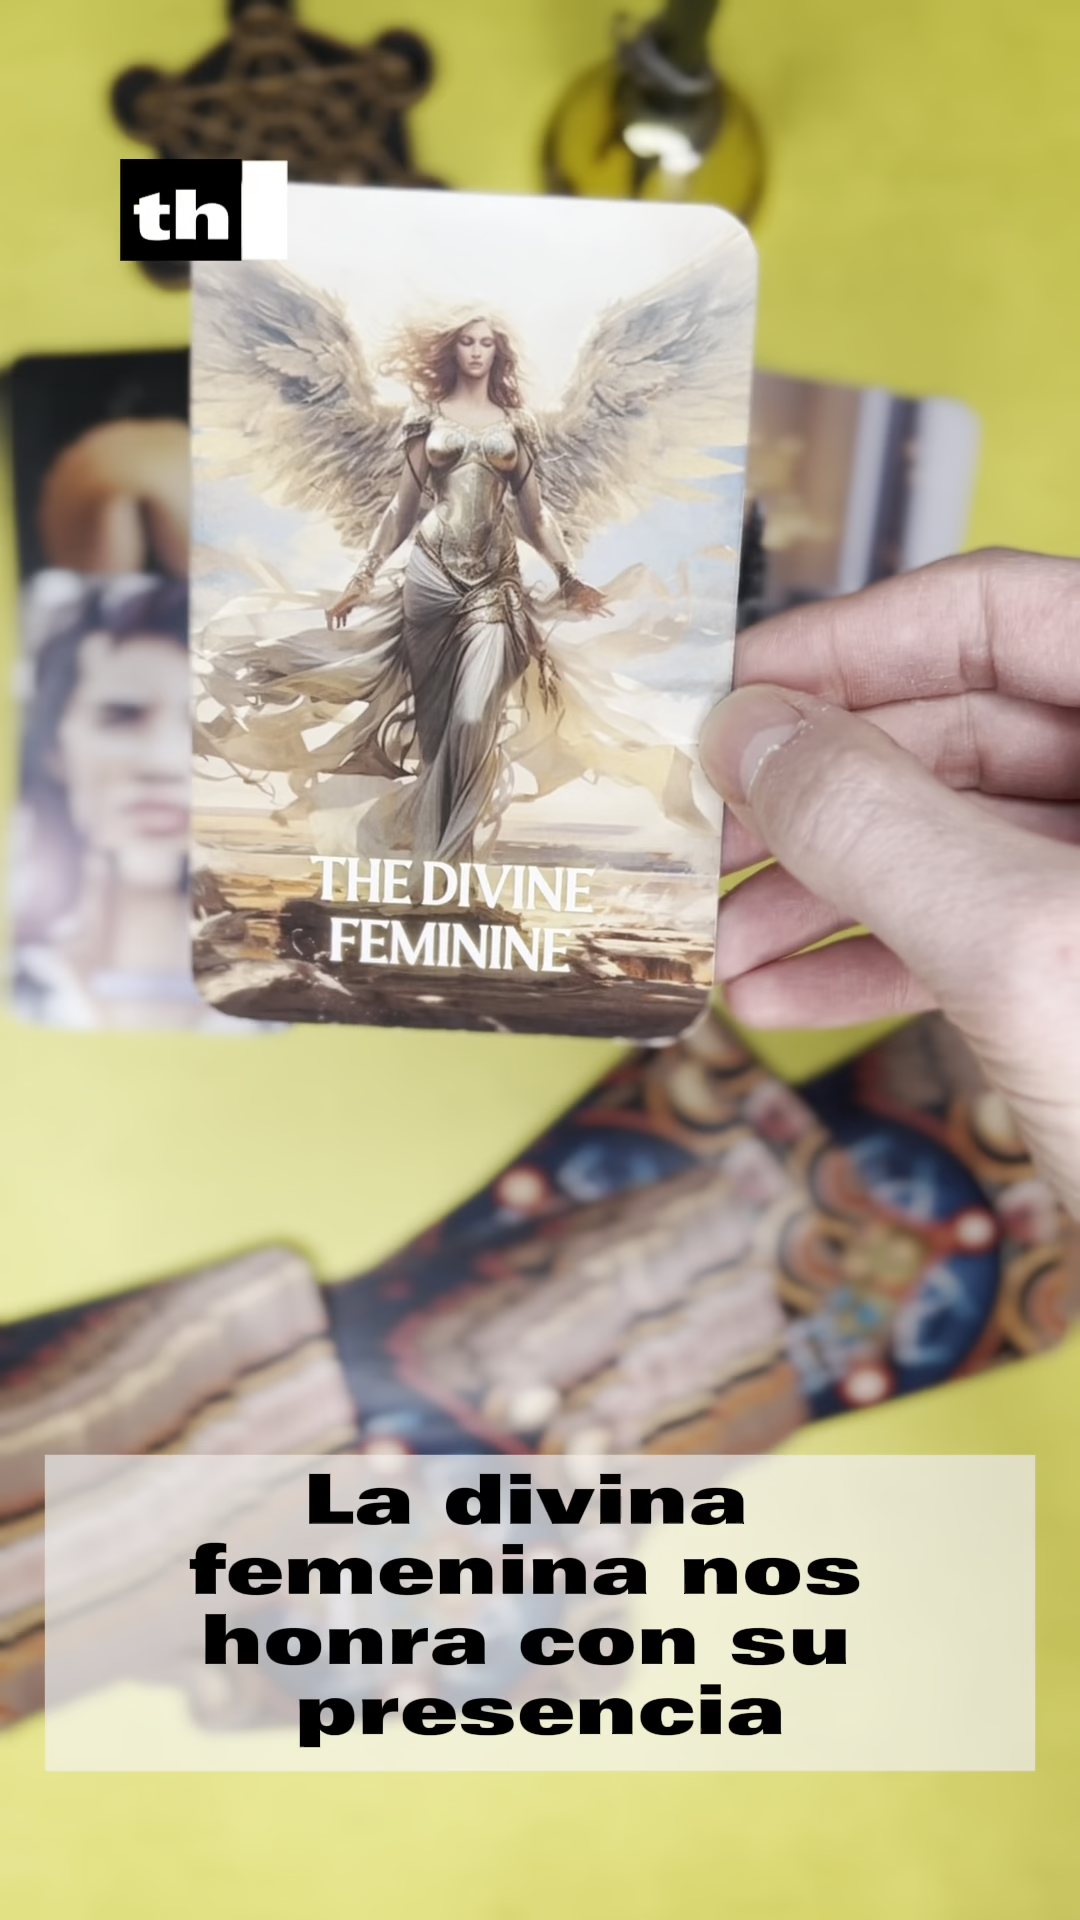 th
THE DIVINE
FEMININE
La divina
femenina nos
honra con su
presencia